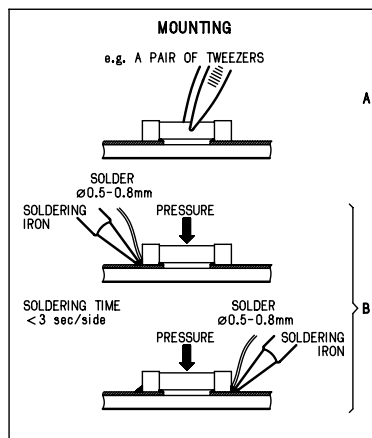 MOUNTING
e.g. A PAIR OF TWEEZERS
A
SOLDER
ø0.5-0.8mm
SOLDERING
IRON
PRESSURE
SOLDERING TIME
<3 sec/side
SOLDER
ø0.5-0.8mm
PRESSURE
SOLDERING
IRON
B